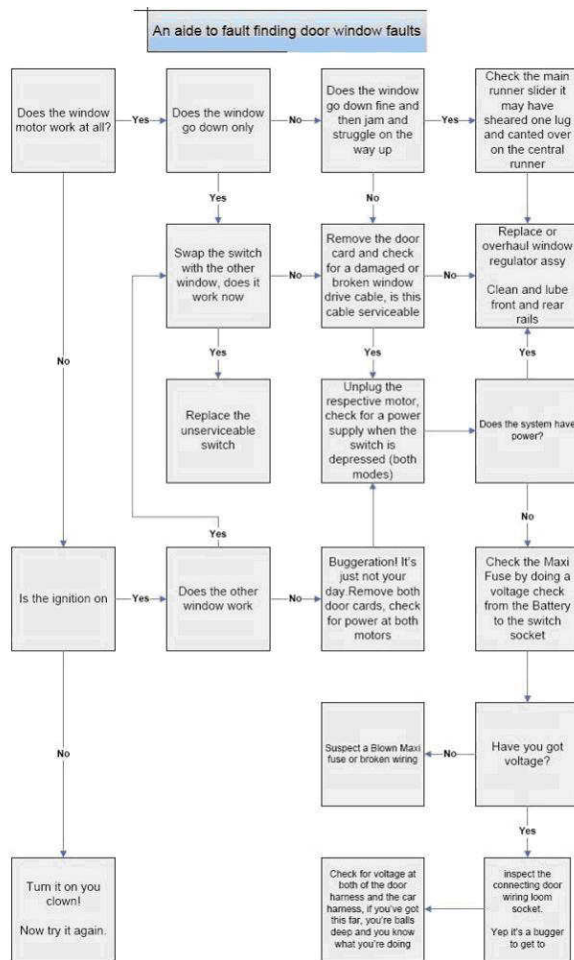 An aide to fault finding door window faults
Does the window
motor work at all?
Yes
Does the window
go down only
No
Does the window
go down fine and
then jam and
struggle on the
way up
Yes
Check the main
runner slider it
may have
sheared one lug
and canted over
on the central
runner
Yes
No
Swap the switch
with the other
window, does it
work now
No
Remove the door
card and check
for a damaged or
broken window
drive cable, is this
cable serviceable
No
Replace or
overhaul window
regulator assy
Clean and lube
front and rear
rails
No
Yes
Yes
Yes
Replace the
unserviceable
switch
Unplug the
respective motor,
check for a power
supply when the
switch is
depressed (both
modes)
Does the system have
power?
Yes
No
Is the ignition on
Yes
Does the other
window work
No
Buggeration! It's
just not your
day.Remove both
door cards, check
for power at both
motors
Check the Maxi
Fuse by doing a
voltage check
from the Battery
to the switch
socket
No
Suspect a Blown Maxi
fuse or broken wiring
No
Have you got
voltage?
Yes
Turn it on you
clown!
Now try it again.
Check for voltage at
both of the door
harness and the car
harness, if you've got
this far, you're balls
deep and you know
what you're doing
inspect the
connecting door
wiring loom
socket.
Yep it's a bugger to
get to